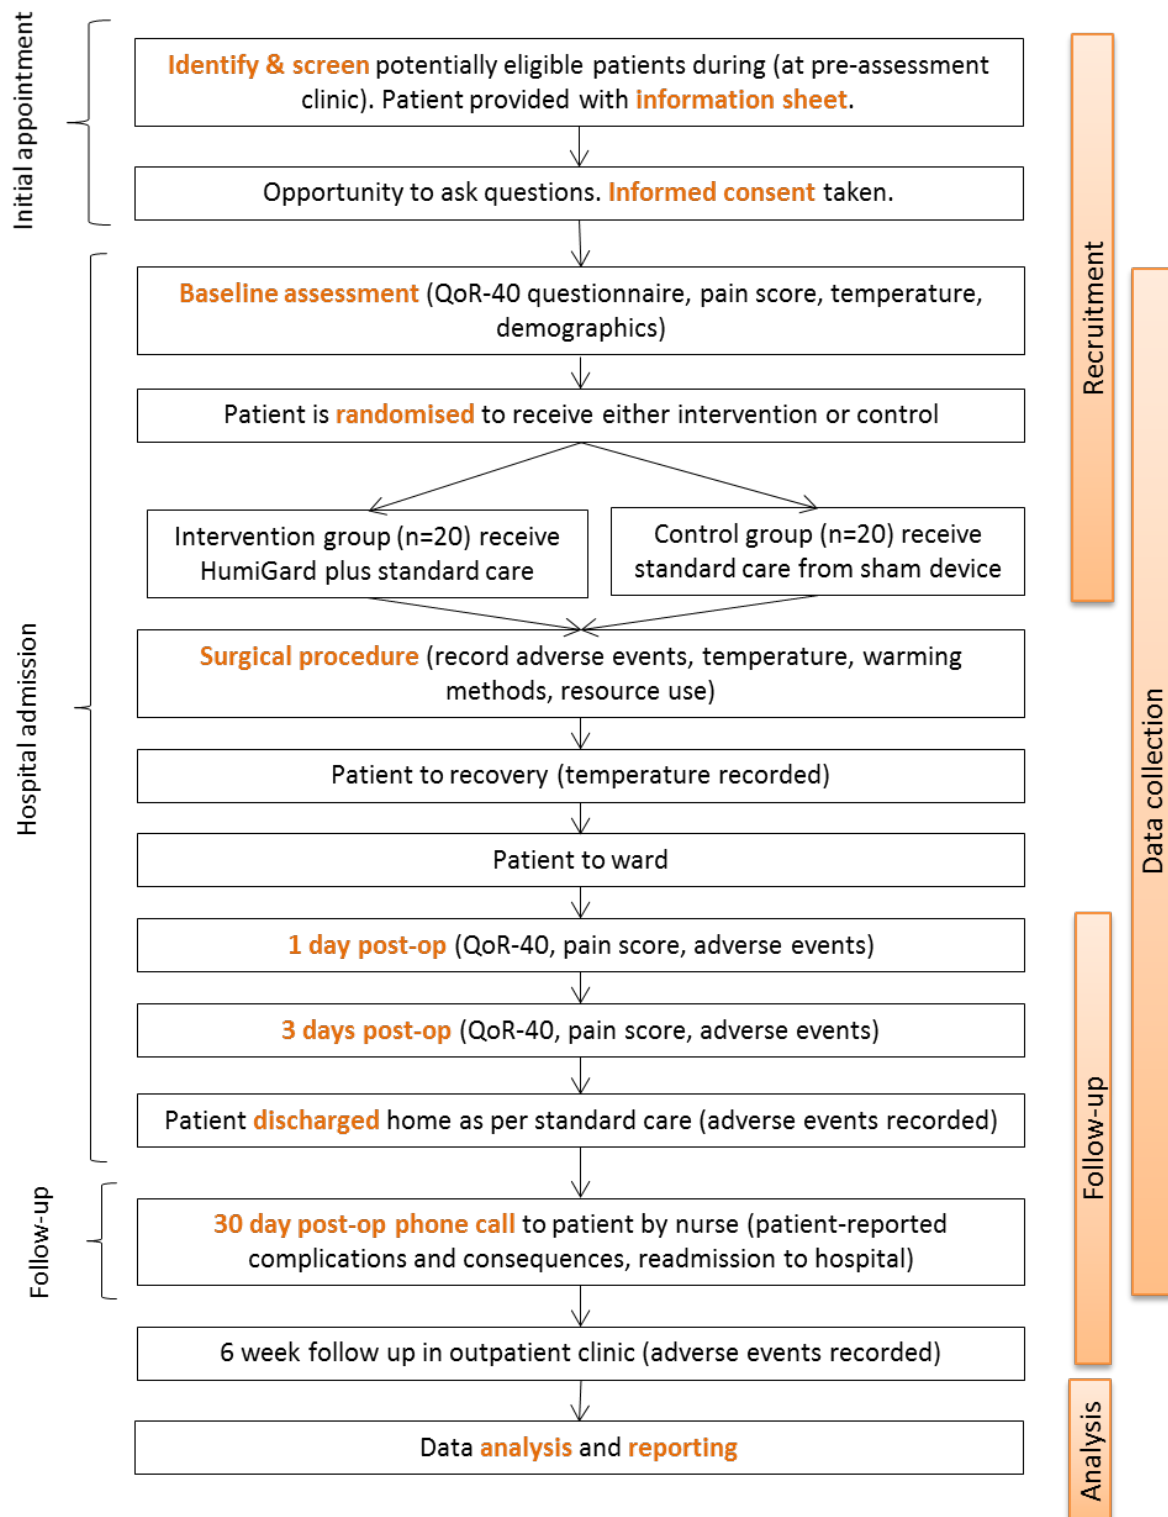 Initial appointment
Identify & screen potentially eligible patients during (at pre-assessment
clinic). Patient provided with information sheet.
Opportunity to ask questions. Informed consent taken.
Recruitment
Hospital admission
Baseline assessment (QoR-40 questionnaire, pain score, temperature,
demographics)
Patient is randomised to receive either intervention or control
Intervention group (n=20) receive
HumiGard plus standard care
Control group (n=20) receive
standard care from sham device
Surgical procedure (record adverse events, temperature, warming
methods, resource use)
Patient to recovery (temperature recorded)
Patient to ward
Data collection
1 day post-op (QoR-40, pain score, adverse events)
3 days post-op (QoR-40, pain score, adverse events)
Patient discharged home as per standard care (adverse events recorded)
Follow-up
Follow-up
30 day post-op phone call to patient by nurse (patient-reported
complications and consequences, readmission to hospital)
6 week follow up in outpatient clinic (adverse events recorded)
Data analysis and reporting
Analysis